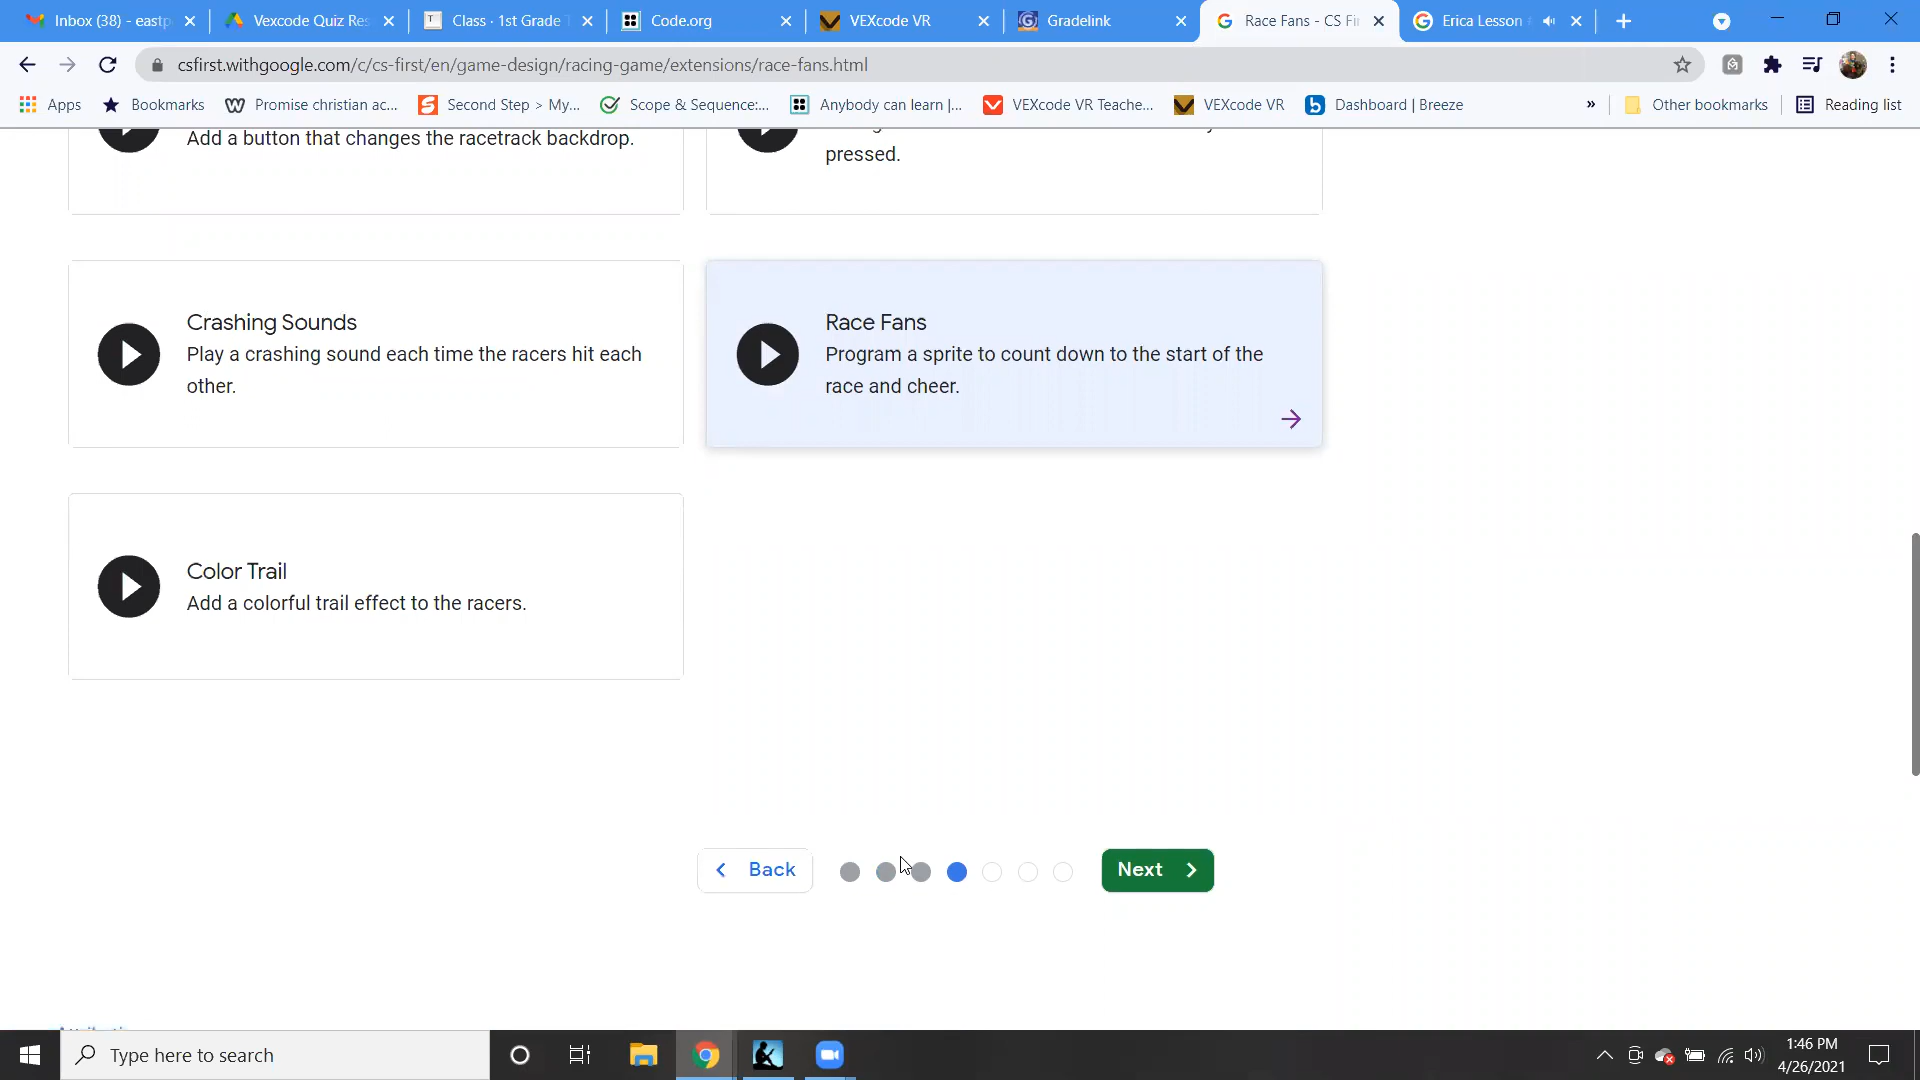 Inbox (38) - eastp
Vexcode Quiz Res
Class · 1st Grade T
Code.org
VEXcode VR
Gradelink
Race Fans - CS Fi
Erica Lesson
csfirst.withgoogle.com/c/cs-first/en/game-design/racing-game/extensions/race-fans.html
Apps
Bookmarks
Promise christian ac...
Second Step > My...
Scope & Sequence:...
Anybody can learn |...
VEXcode VR Teache...
VEXcode VR
Dashboard | Breeze
»
Other bookmarks
Reading list
Add a button that changes the racetrack backdrop.
pressed.
Crashing Sounds
Play a crashing sound each time the racers hit each
other.
Race Fans
Program a sprite to count down to the start of the
race and cheer.
Color Trail
Add a colorful trail effect to the racers.
Back
Next
Type here to search
1:46 PM
4/26/2021